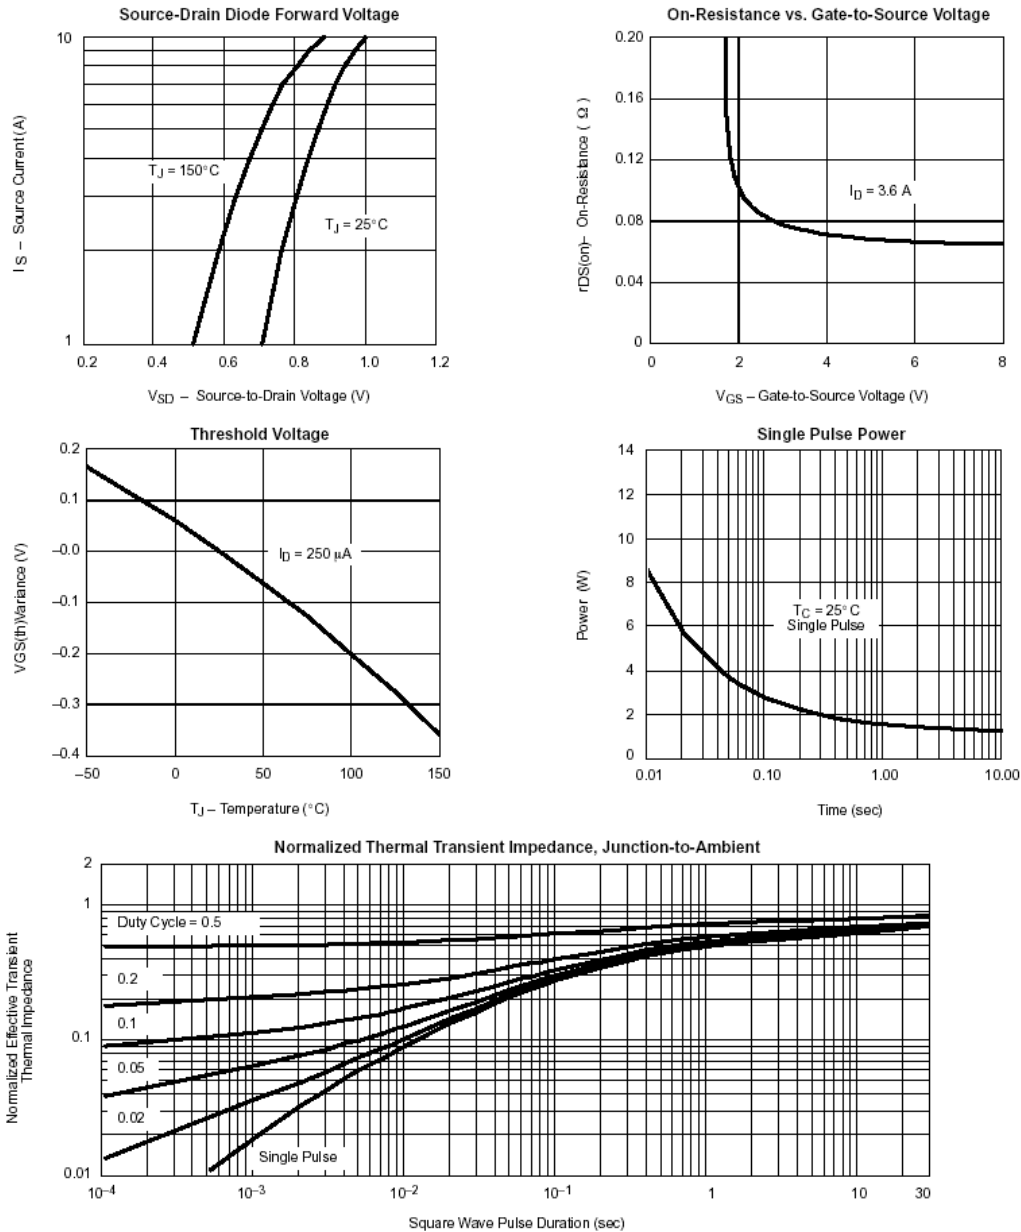 Source-Drain Diode Forward Voltage
10
I S – Source Current (A)
TJ = 150°C
TJ = 25°C
1
0.2 0.4 0.6 0.8 1.0 1.2
VSD – Source-to-Drain Voltage (V)
On-Resistance vs. Gate-to-Source Voltage
0.20
0.16
0.12
0.08
0.04
0
rDS(on)– On-Resistance ( Ω )
ID = 3.6 A
0 2 4 6 8
VGS – Gate-to-Source Voltage (V)
Threshold Voltage
0.2
0.1
–0.0
–0.1
–0.2
–0.3
–0.4
VGS(th)Variance (V)
ID = 250 µA
–50 0 50 100 150
TJ – Temperature (°C)
Single Pulse Power
14
12
10
8
6
4
2
0
Power (W)
TC = 25°C
Single Pulse
0.01 0.10 1.00 10.00
Time (sec)
Normalized Thermal Transient Impedance, Junction-to-Ambient
2
1
0.1
0.01
Normalized Effective Transient
Thermal Impedance
Duty Cycle = 0.5
0.2
0.1
0.05
0.02
Single Pulse
10–4 10–3 10–2 10–1 1 10 30
Square Wave Pulse Duration (sec)